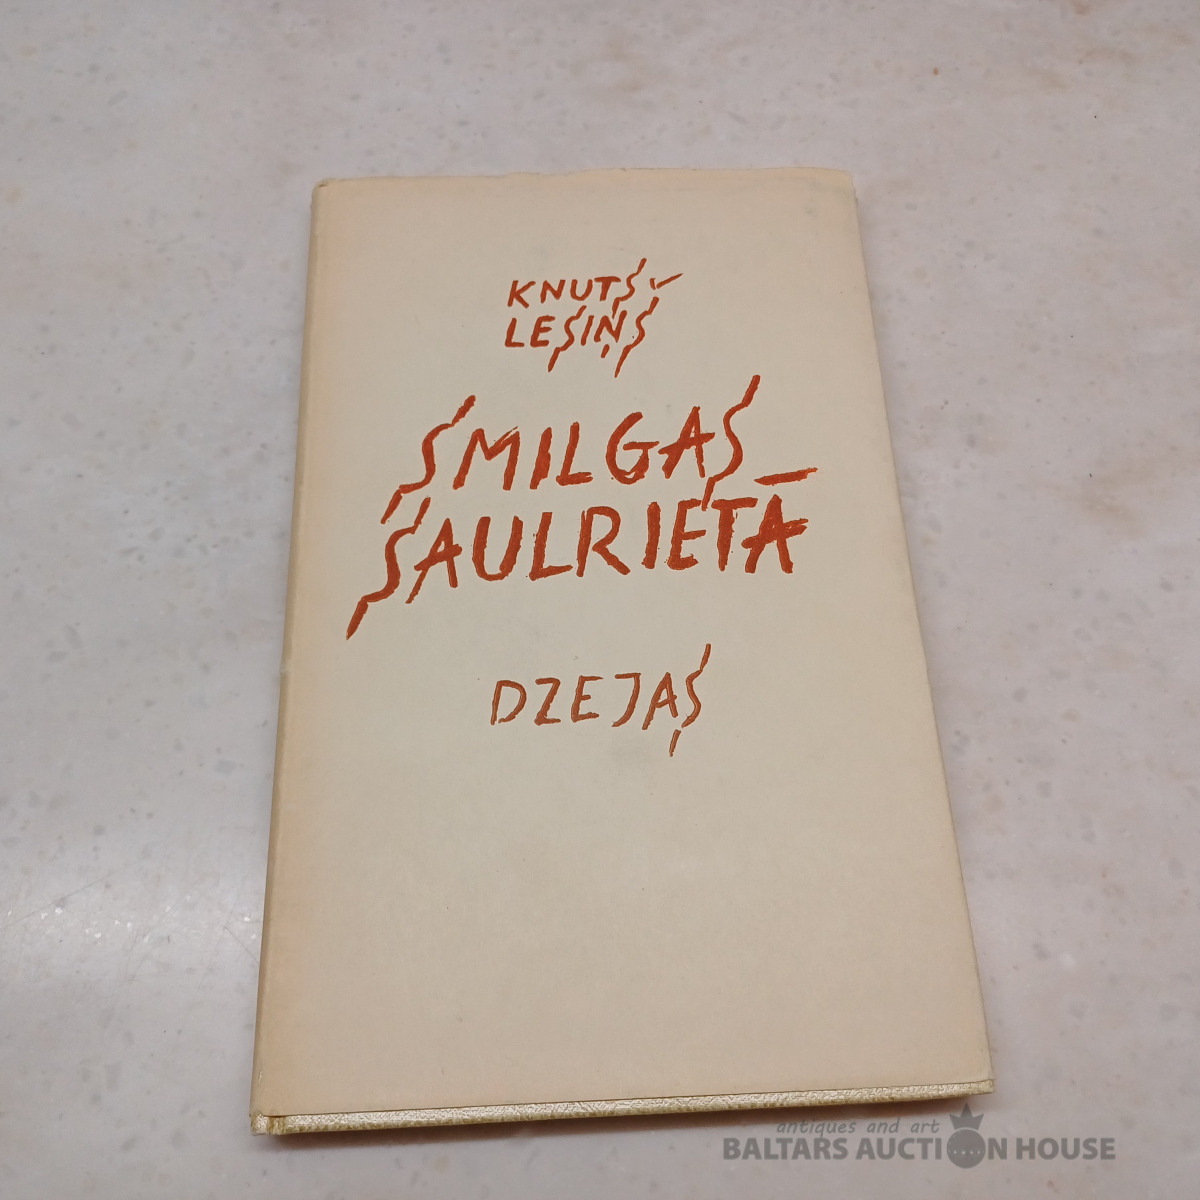 KNUTS
LESIŅŠ
SMILGAS
SAULRIETĀ
DZEJAS
antiques and art
BALTARS AUCTION HOUSE